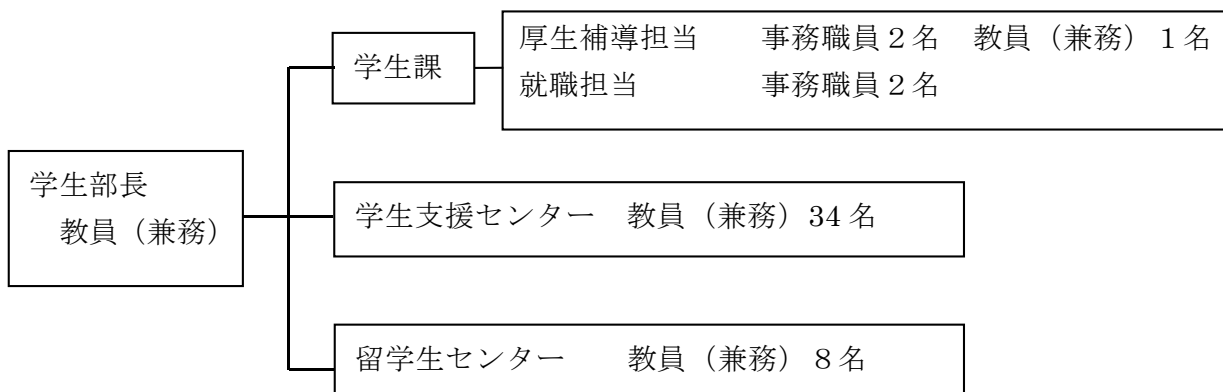 厚生補導担当　　事務職員２名　教員（兼務）１名
就職担当　　　　事務職員２名
学生課
学生部長
教員（兼務）
学生支援センター　教員（兼務）34 名
留学生センター　　教員（兼務）８名